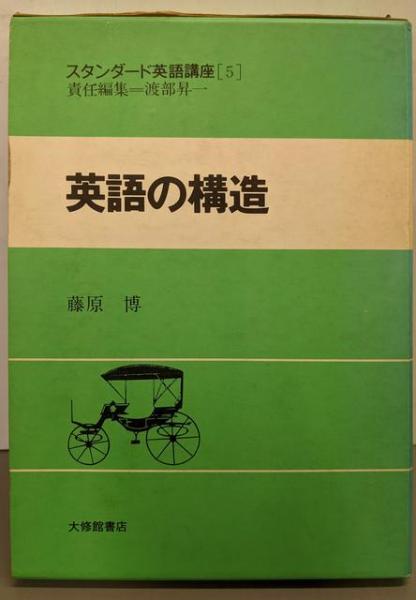 スタンダード英語講座[5]
責任編集＝渡部昇一
英語の構造
藤原 博
大修館書店